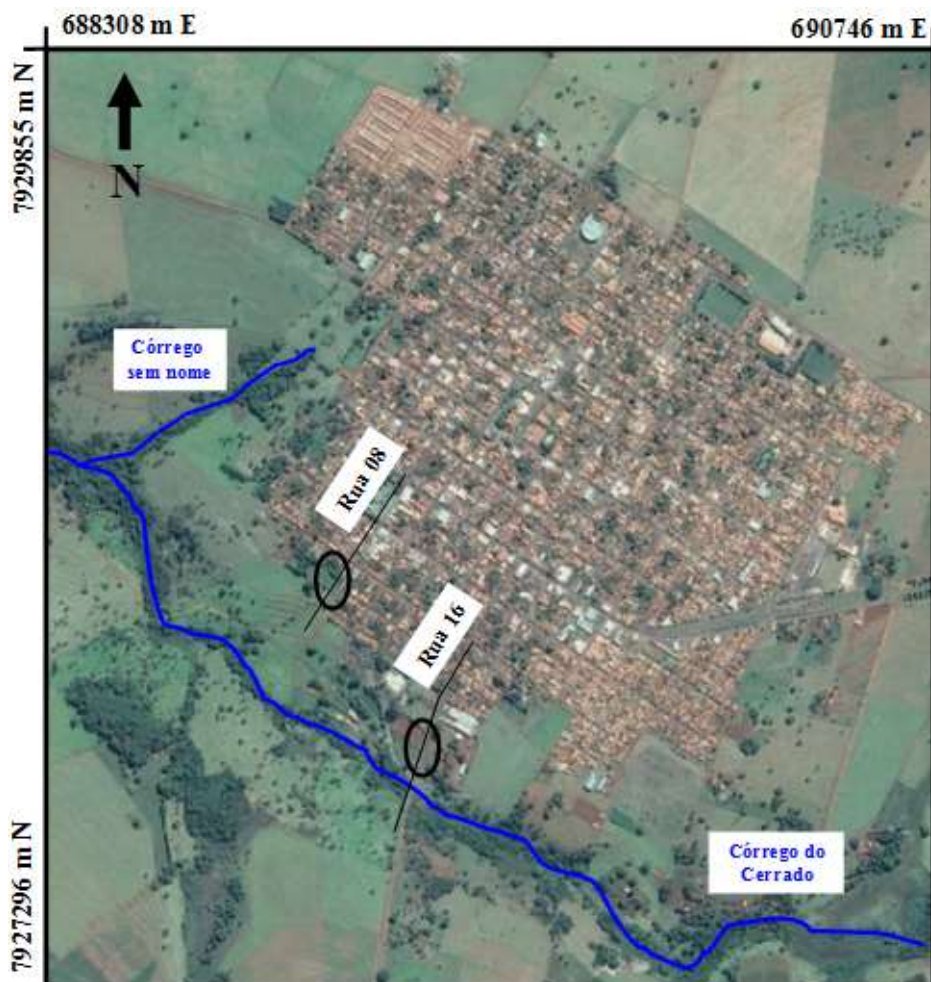 688308 m E
690746 m E
7929855 m N
N
Córrego
sem nome
Rua 08
Rua 16
Córrego do
Cerrado
7927296 m N